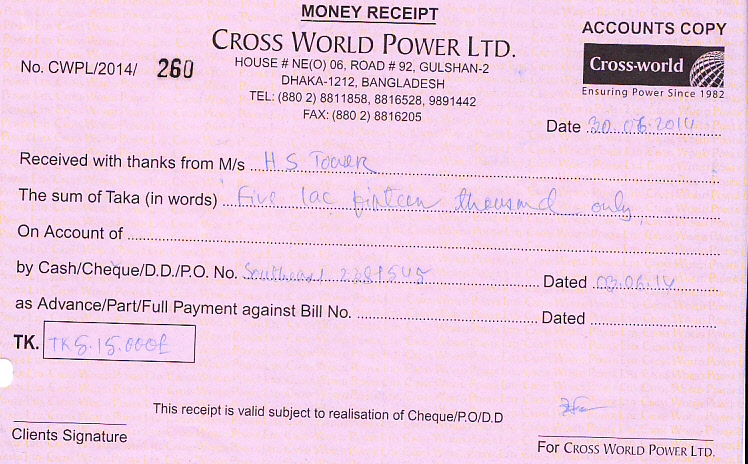 MONEY RECEIPT
ACCOUNTS COPY
CROSS WORLD POWER LTD.
No. CWPL/2014/ 260
HOUSE # NE(O) 06, ROAD # 92, GULSHAN-2
DHAKA-1212, BANGLADESH
TEL: (880 2) 8811858, 8816528, 9891442
FAX: (880 2) 8816205
Cross-world
Ensuring Power Since 1982
Date 30.06.2014
Received with thanks from M/s H S Tower
The sum of Taka (in words) Five lac fifteen thousand only,
On Account of
by Cash/Cheque/D.D./P.O. No. Southeast Dated 03.06.14
as Advance/Part/Full Payment against Bill No. Dated
TK. TK 5.15.000/
This receipt is valid subject to realisation of Cheque/P.O/D.D
Clients Signature
For CROSS WORLD POWER LTD.